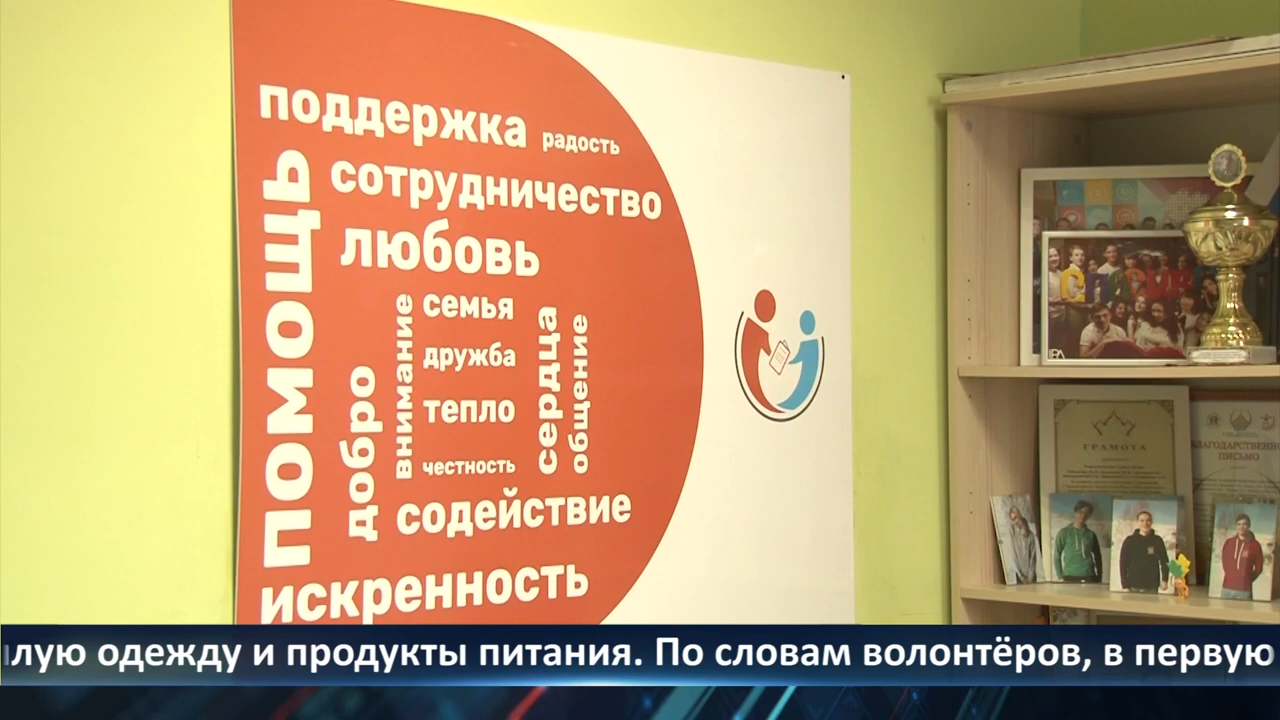 поддержка
радость
помощь
сотрудничество
любовь
добро
внимание
семья
дружба
тепло
честность
сердца
общение
содействие
искренность
ГРАМОТА
БЛАГОДАРСТВЕННОЕ
ПИСЬМО
лую одежду и продукты питания. По словам волонтёров, в первую